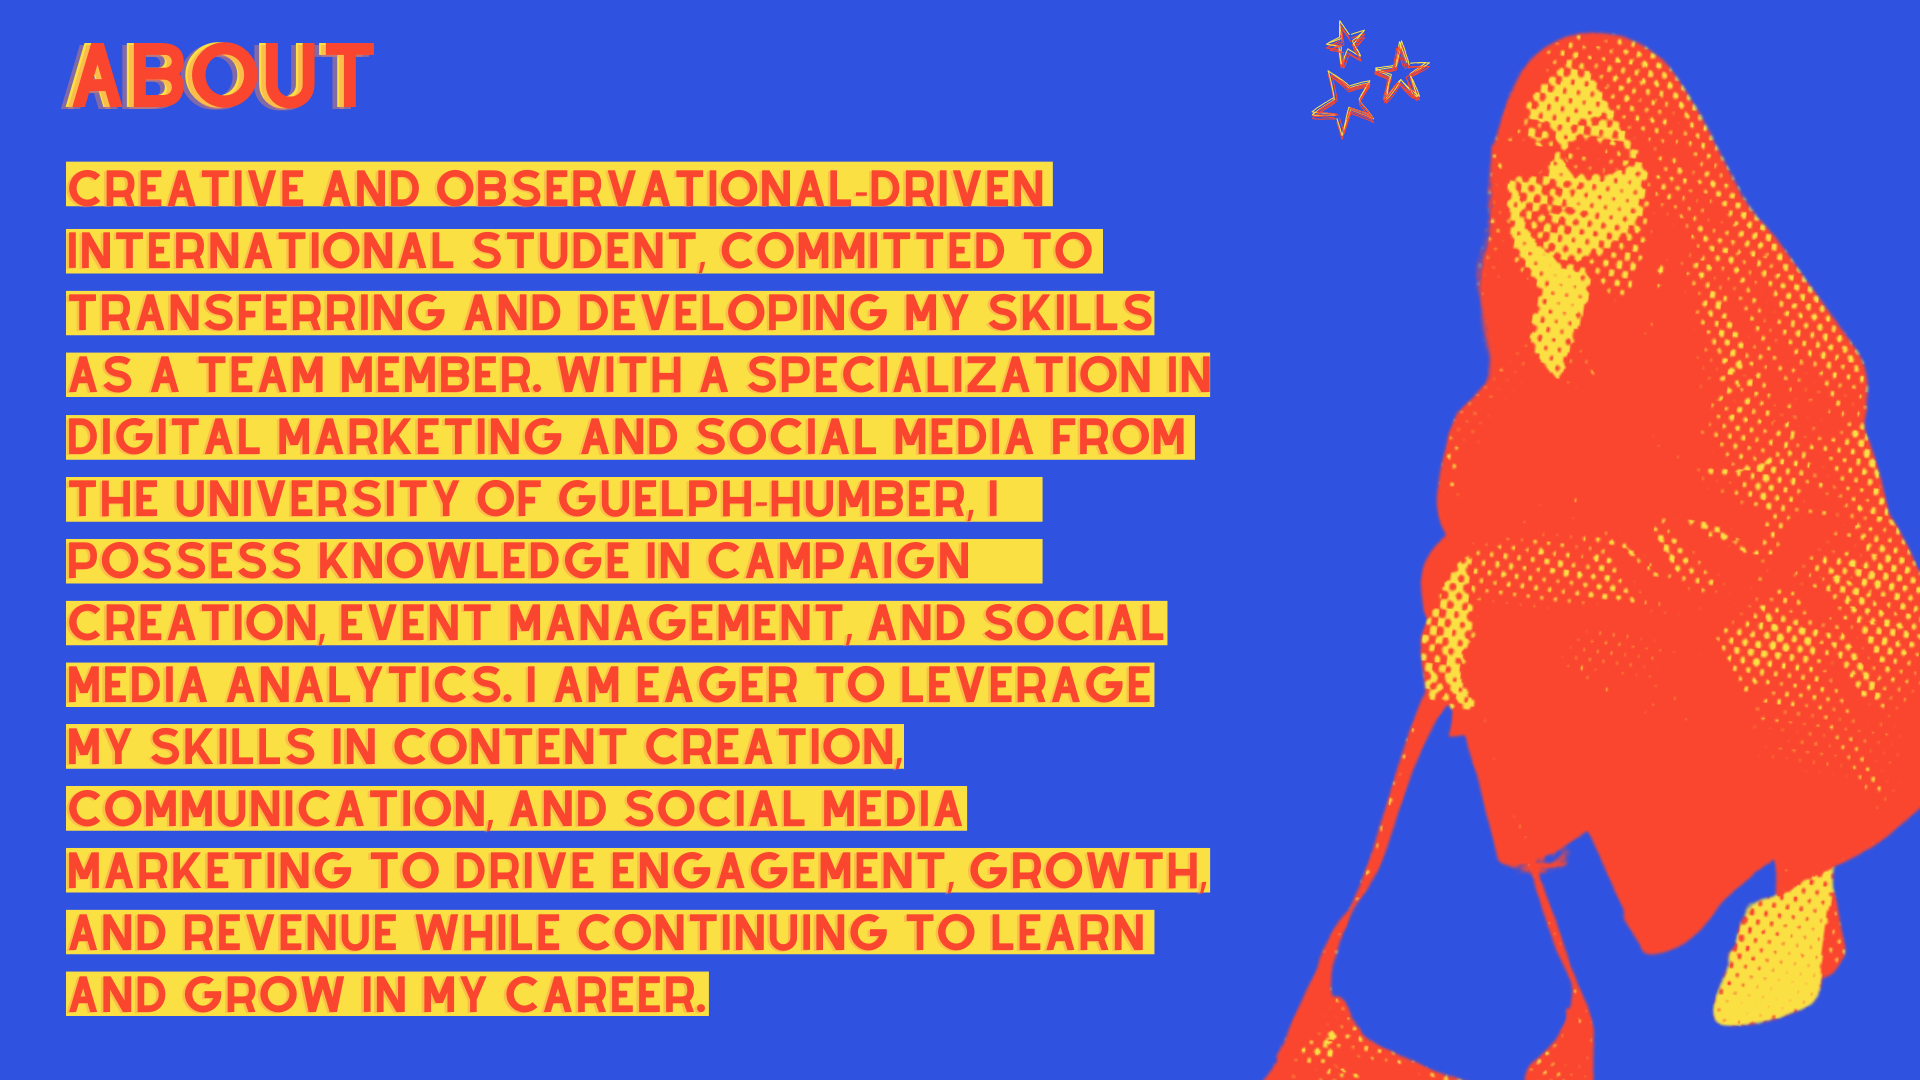 ABOUT
CREATIVE AND OBSERVATIONAL-DRIVEN
INTERNATIONAL STUDENT, COMMITTED TO
TRANSFERRING AND DEVELOPING MY SKILLS
AS A TEAM MEMBER. WITH A SPECIALIZATION IN
DIGITAL MARKETING AND SOCIAL MEDIA FROM
THE UNIVERSITY OF GUELPH-HUMBER, I
POSSESS KNOWLEDGE IN CAMPAIGN
CREATION, EVENT MANAGEMENT, AND SOCIAL
MEDIA ANALYTICS. I AM EAGER TO LEVERAGE
MY SKILLS IN CONTENT CREATION,
COMMUNICATION, AND SOCIAL MEDIA
MARKETING TO DRIVE ENGAGEMENT, GROWTH,
AND REVENUE WHILE CONTINUING TO LEARN
AND GROW IN MY CAREER.